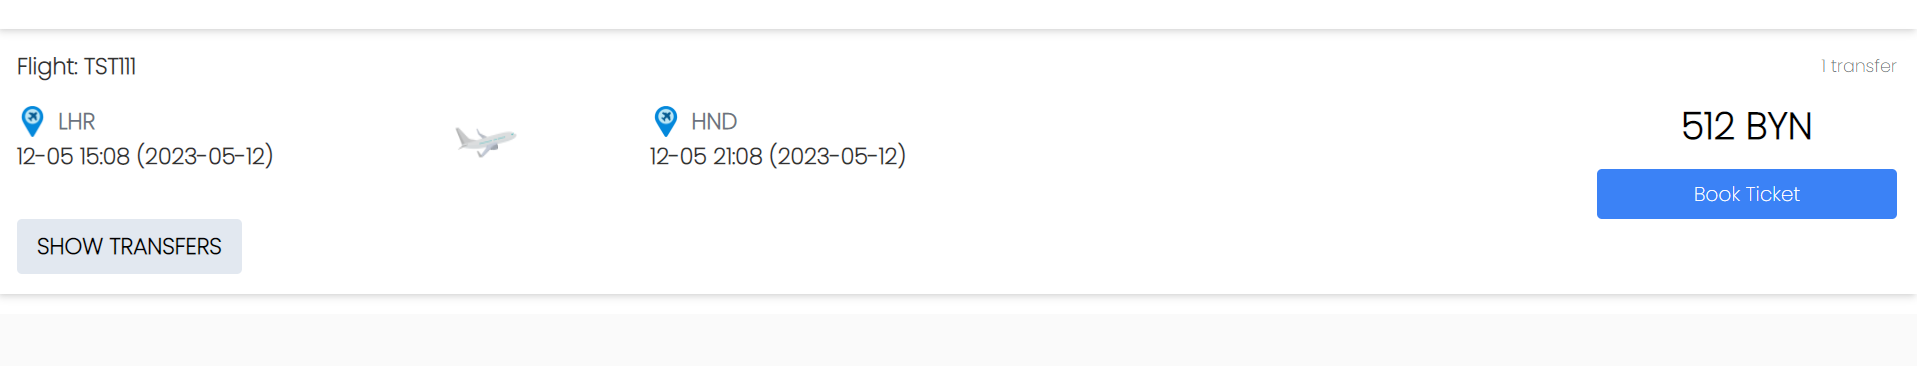 Flight: TST111
1 transfer
LHR
HND
512 BYN
12-05 15:08 (2023-05-12)
12-05 21:08 (2023-05-12)
Book Ticket
SHOW TRANSFERS